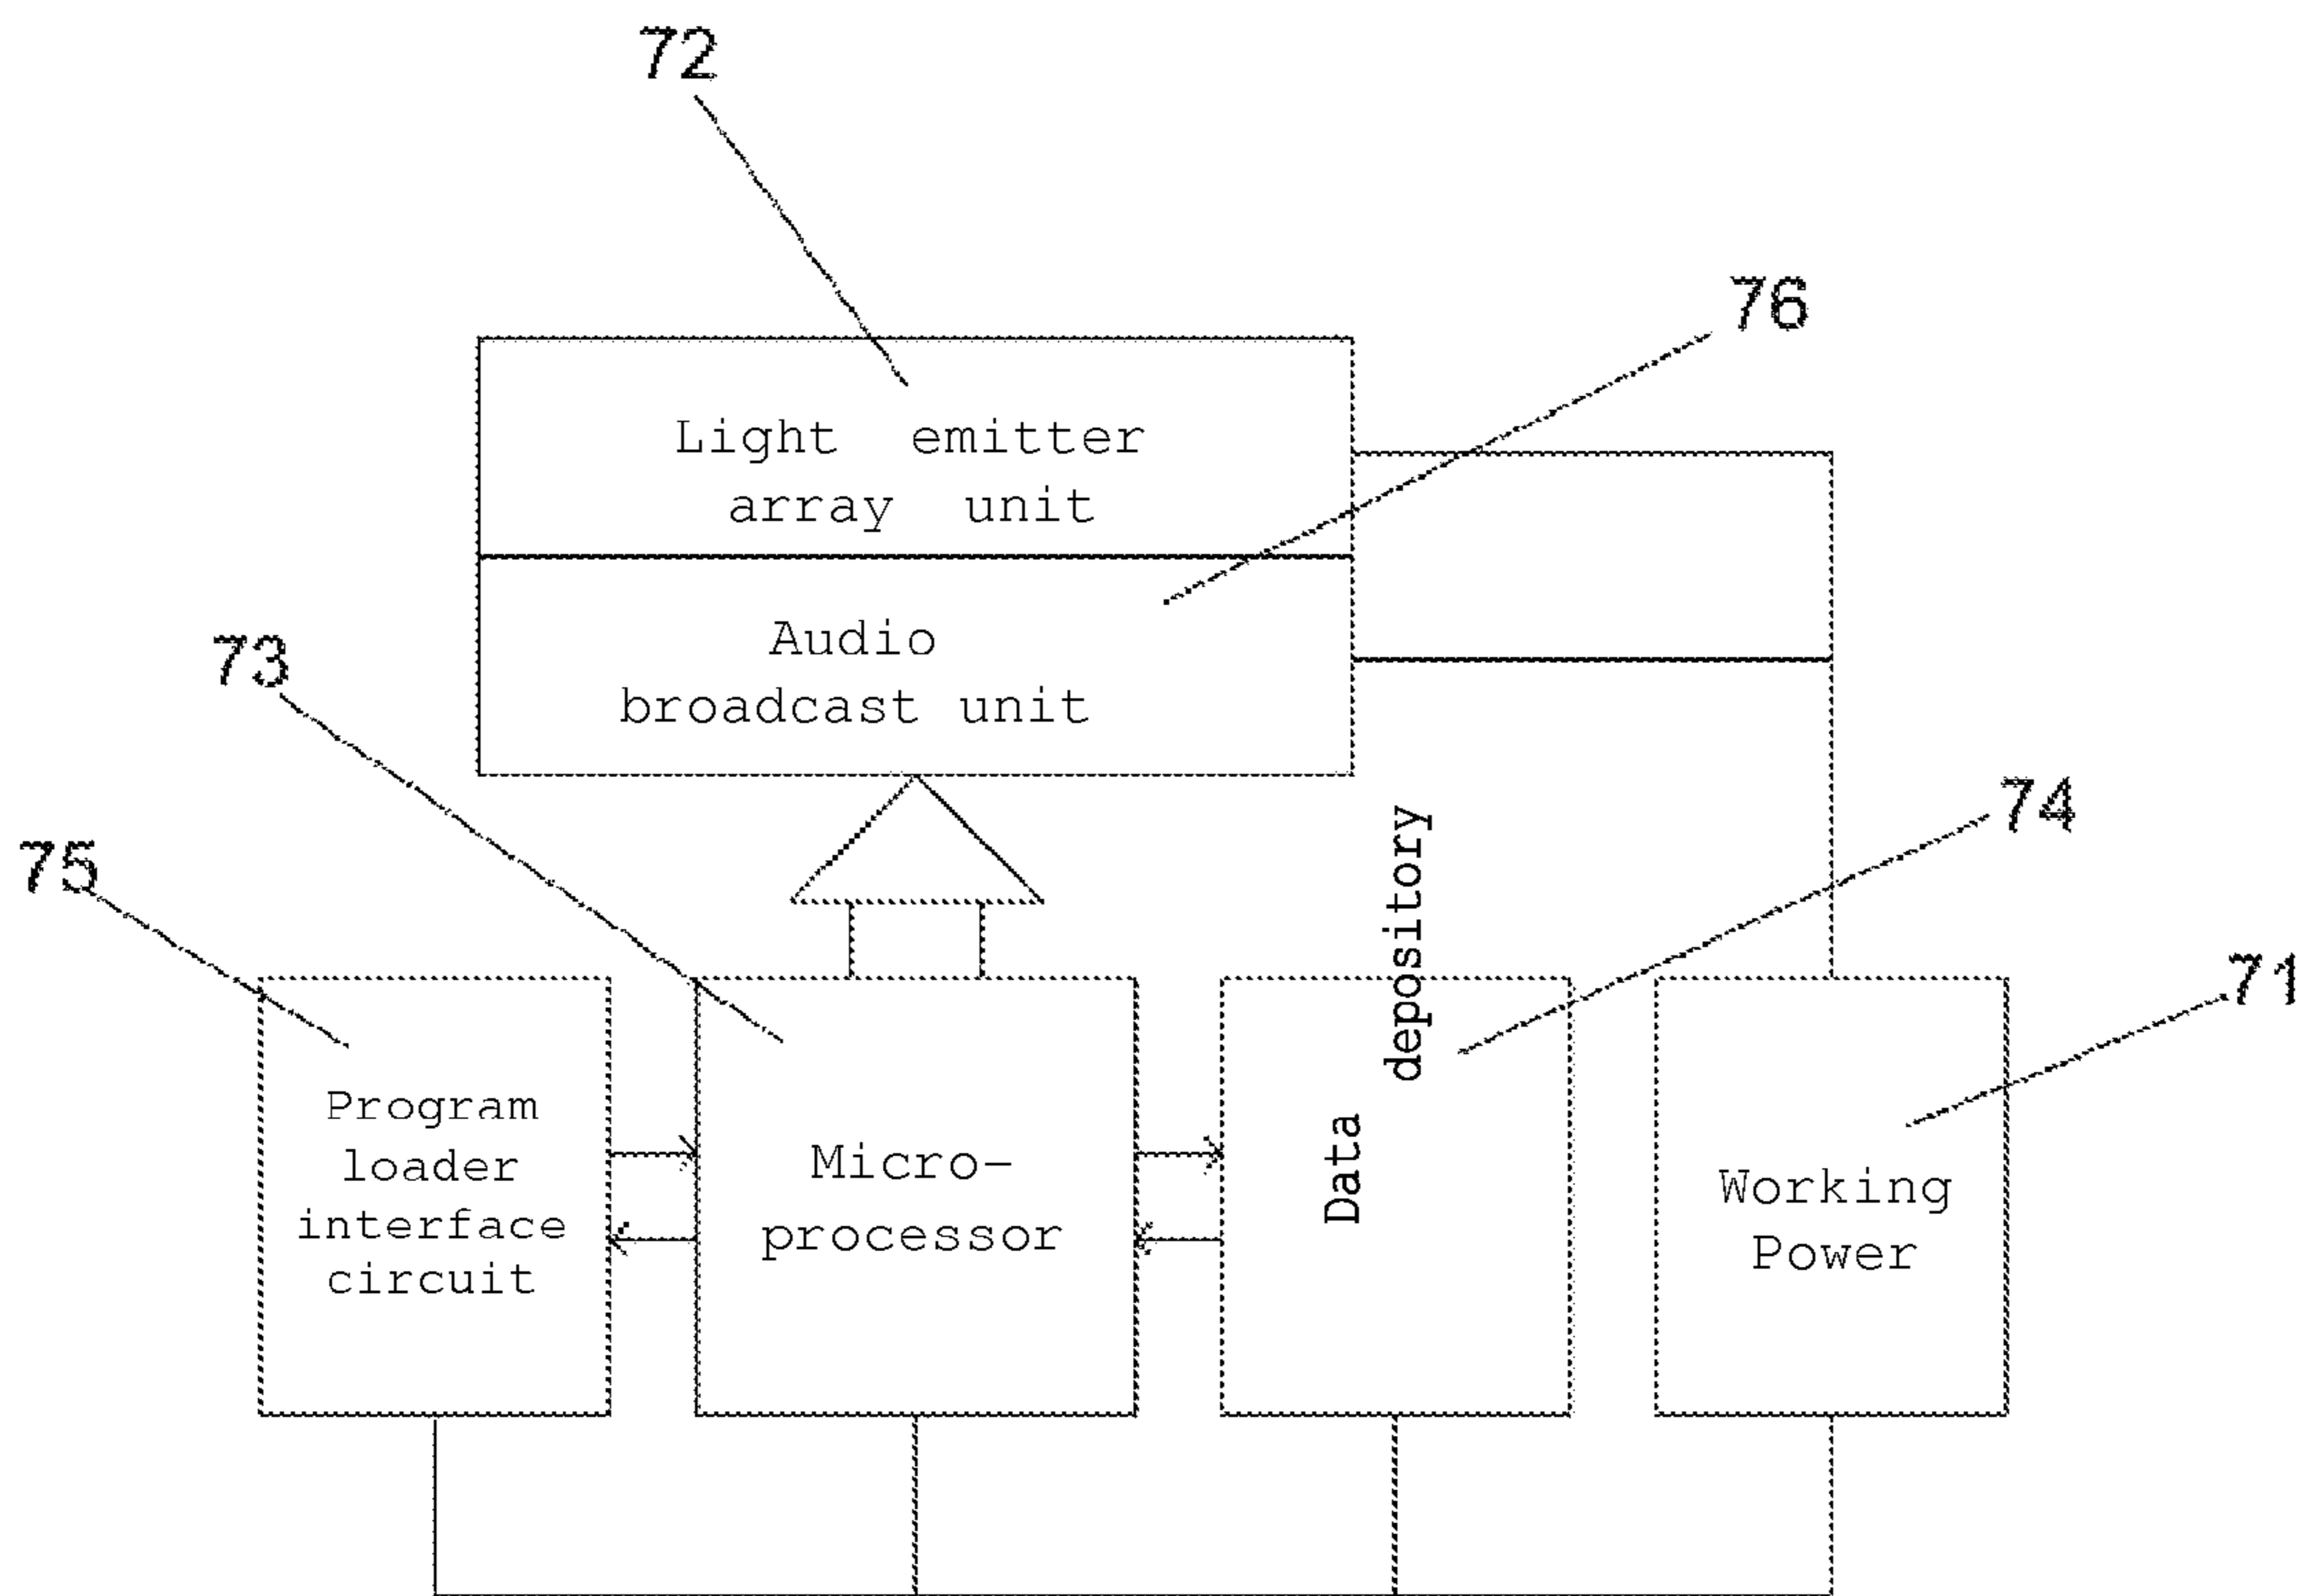 72
76
Light emitter
array unit
73
Audio
broadcast unit
74
75
depository
71
Program
loader
interface
circuit
Micro-
processor
Data
Working
Power